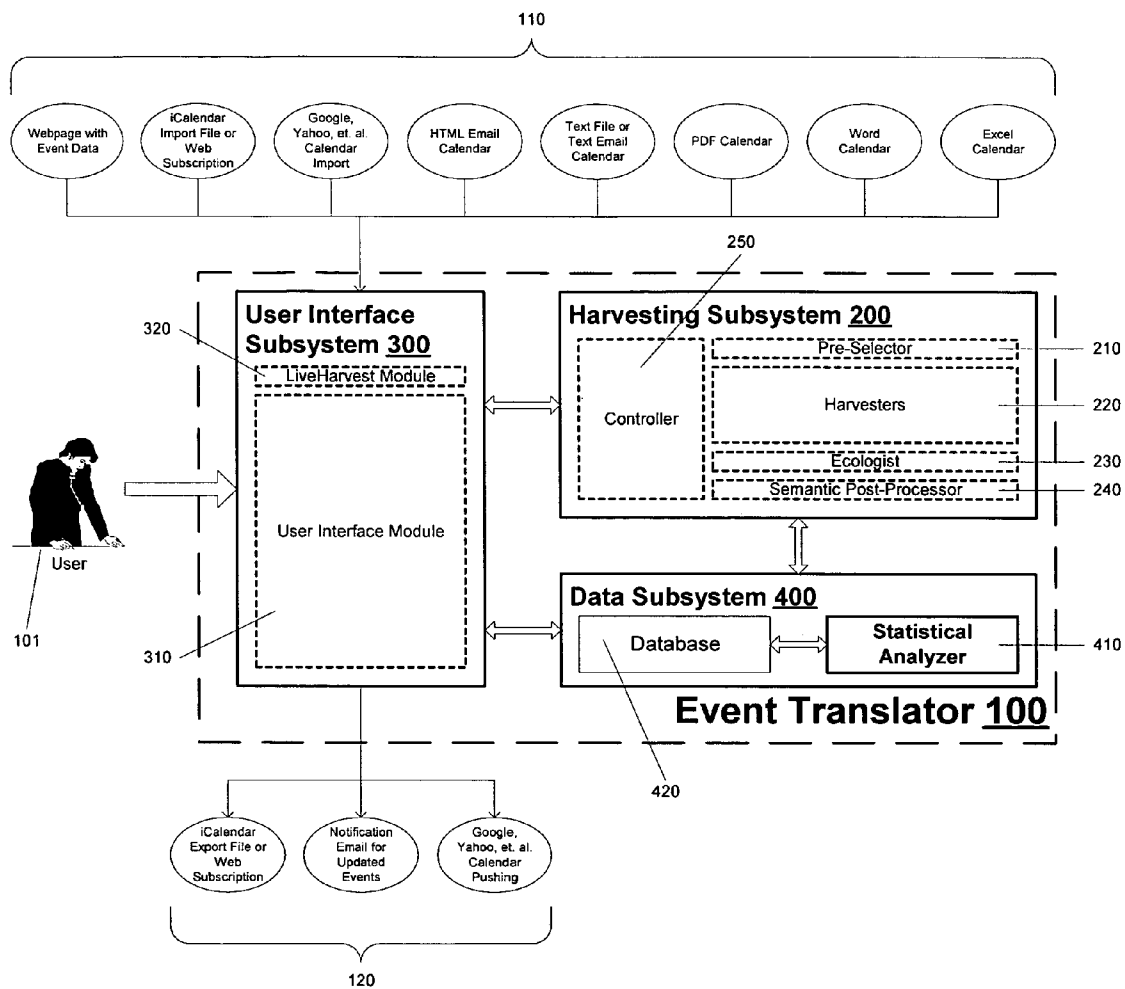 110
Webpage with
Event Data
iCalendar
Import File or
Web
Subscription
Google,
Yahoo, et. al.
Calendar
Import
HTML Email
Calendar
Text File or
Text Email
Calendar
PDF Calendar
Word
Calendar
Excel
Calendar
250
User Interface
Subsystem 300
320
LiveHarvest Module
User Interface Module
310
Harvesting Subsystem 200
Controller
Pre-Selector
210
Harvesters
220
Ecologist
230
Semantic Post-Processor
240
User
101
Data Subsystem 400
Database
Statistical
Analyzer
410
Event Translator 100
420
iCalendar
Export File or
Web
Subscription
Notification
Email for
Updated
Events
Google,
Yahoo, et. al.
Calendar
Pushing
120